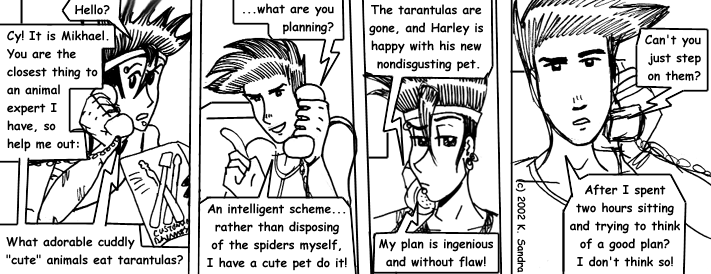 Hello?
Cy! It is Mikhael.
You are the
closest thing to
an animal
expert I
have, so
help me out:
What adorable cuddly
"cute" animals eat tarantulas?
...what are you
planning?
An intelligent scheme...
rather than disposing
of the spiders myself,
I have a cute pet do it!
The tarantulas are
gone, and Harley is
happy with his new
nondisgusting pet.
My plan is ingenious
and without flaw!
Can't you
just step
on them?
After I spent
two hours sitting
and trying to think
of a good plan?
I don't think so!
(c) 2002 K. Sandra